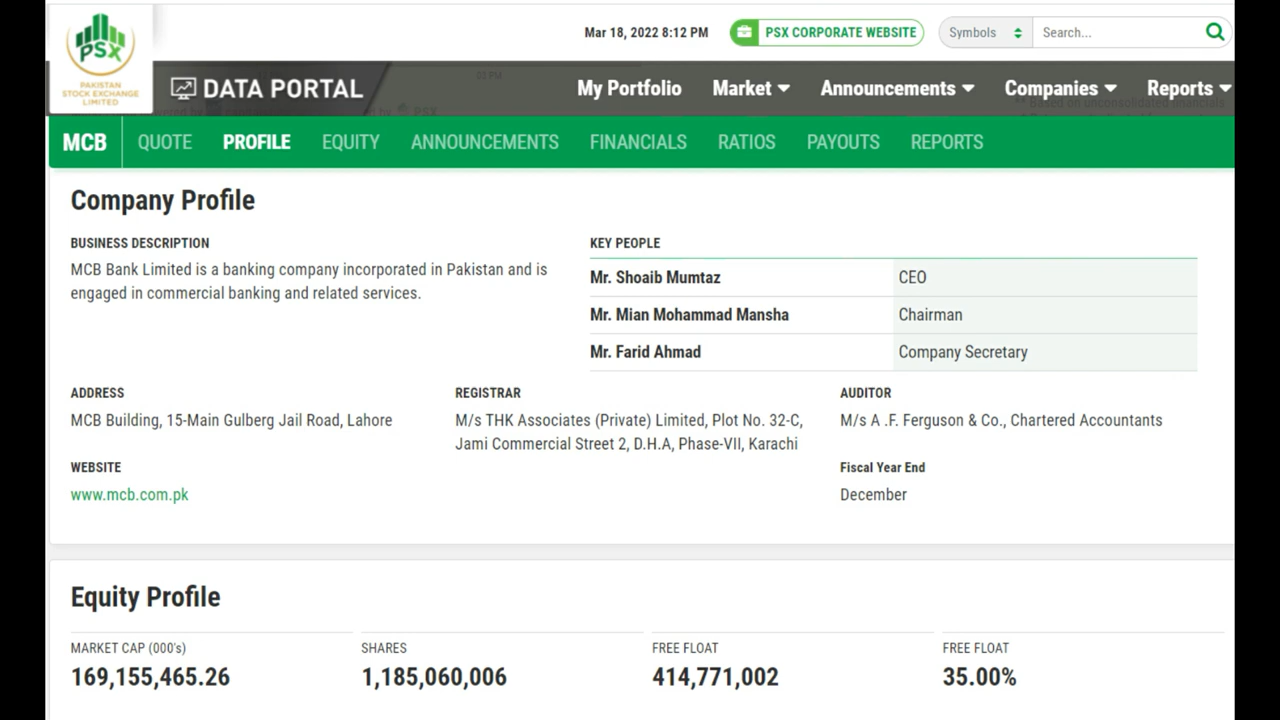 PSX
PAKISTAN
STOCK EXCHANGE
LIMITED
Mar 18, 2022 8:12 PM
PSX CORPORATE WEBSITE
Symbols
Search...
DATA PORTAL
My Portfolio
Market
Announcements
Companies
Reports
MCB QUOTE PROFILE EQUITY ANNOUNCEMENTS FINANCIALS RATIOS PAYOUTS REPORTS
Company Profile
BUSINESS DESCRIPTION
MCB Bank Limited is a banking company incorporated in Pakistan and is
engaged in commercial banking and related services.
KEY PEOPLE
Mr. Shoaib Mumtaz CEO
Mr. Mian Mohammad Mansha Chairman
Mr. Farid Ahmad Company Secretary
ADDRESS
MCB Building, 15-Main Gulberg Jail Road, Lahore
REGISTRAR
M/s THK Associates (Private) Limited, Plot No. 32-C,
Jami Commercial Street 2, D.H.A, Phase-VII, Karachi
AUDITOR
M/s A .F. Ferguson & Co., Chartered Accountants
WEBSITE
www.mcb.com.pk
Fiscal Year End
December
Equity Profile
MARKET CAP (000's)
169,155,465.26
SHARES
1,185,060,006
FREE FLOAT
414,771,002
FREE FLOAT
35.00%